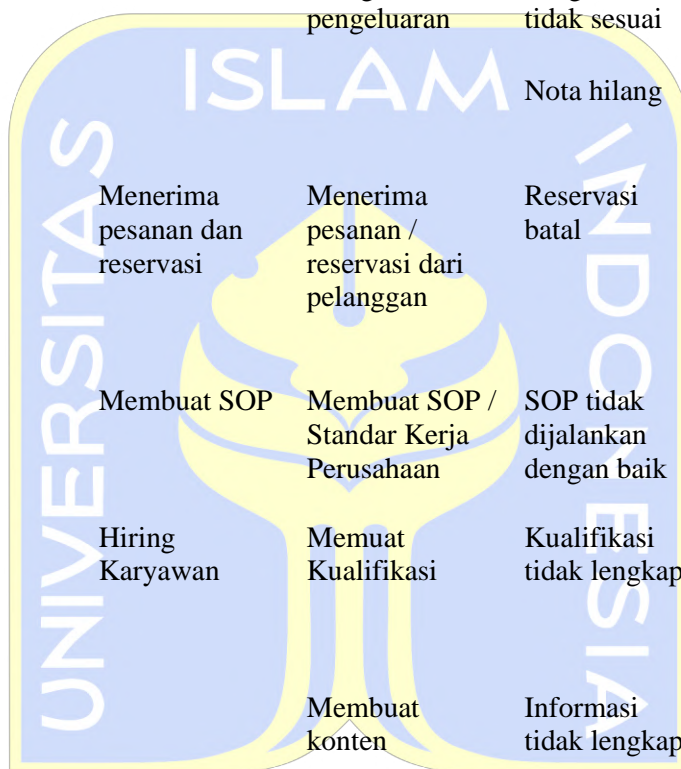 pengeluaran tidak sesuai
ISLAM
Nota hilang
UNIVERSITAS
INDONESIA
Menerima Menerima Reservasi
pesanan dan pesanan / batal
reservasi reservasi dari
pelanggan
Membuat SOP Membuat SOP / SOP tidak
Standar Kerja dijalankan
Perusahaan dengan baik
Hiring Memuat Kualifikasi
Karyawan Kualifikasi tidak lengkap
Membuat Informasi
konten tidak lengkap